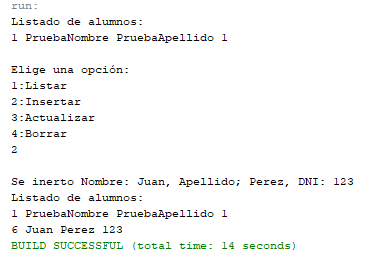 run:
Listado de alumnos:
1 PruebaNombre PruebaApellido 1
Elige una opción:
1:Listar
2:Insertar
3:Actualizar
4:Borrar
2
Se inerto Nombre: Juan, Apellido; Perez, DNI: 123
Listado de alumnos:
1 PruebaNombre PruebaApellido 1
6 Juan Perez 123
BUILD SUCCESSFUL (total time: 14 seconds)